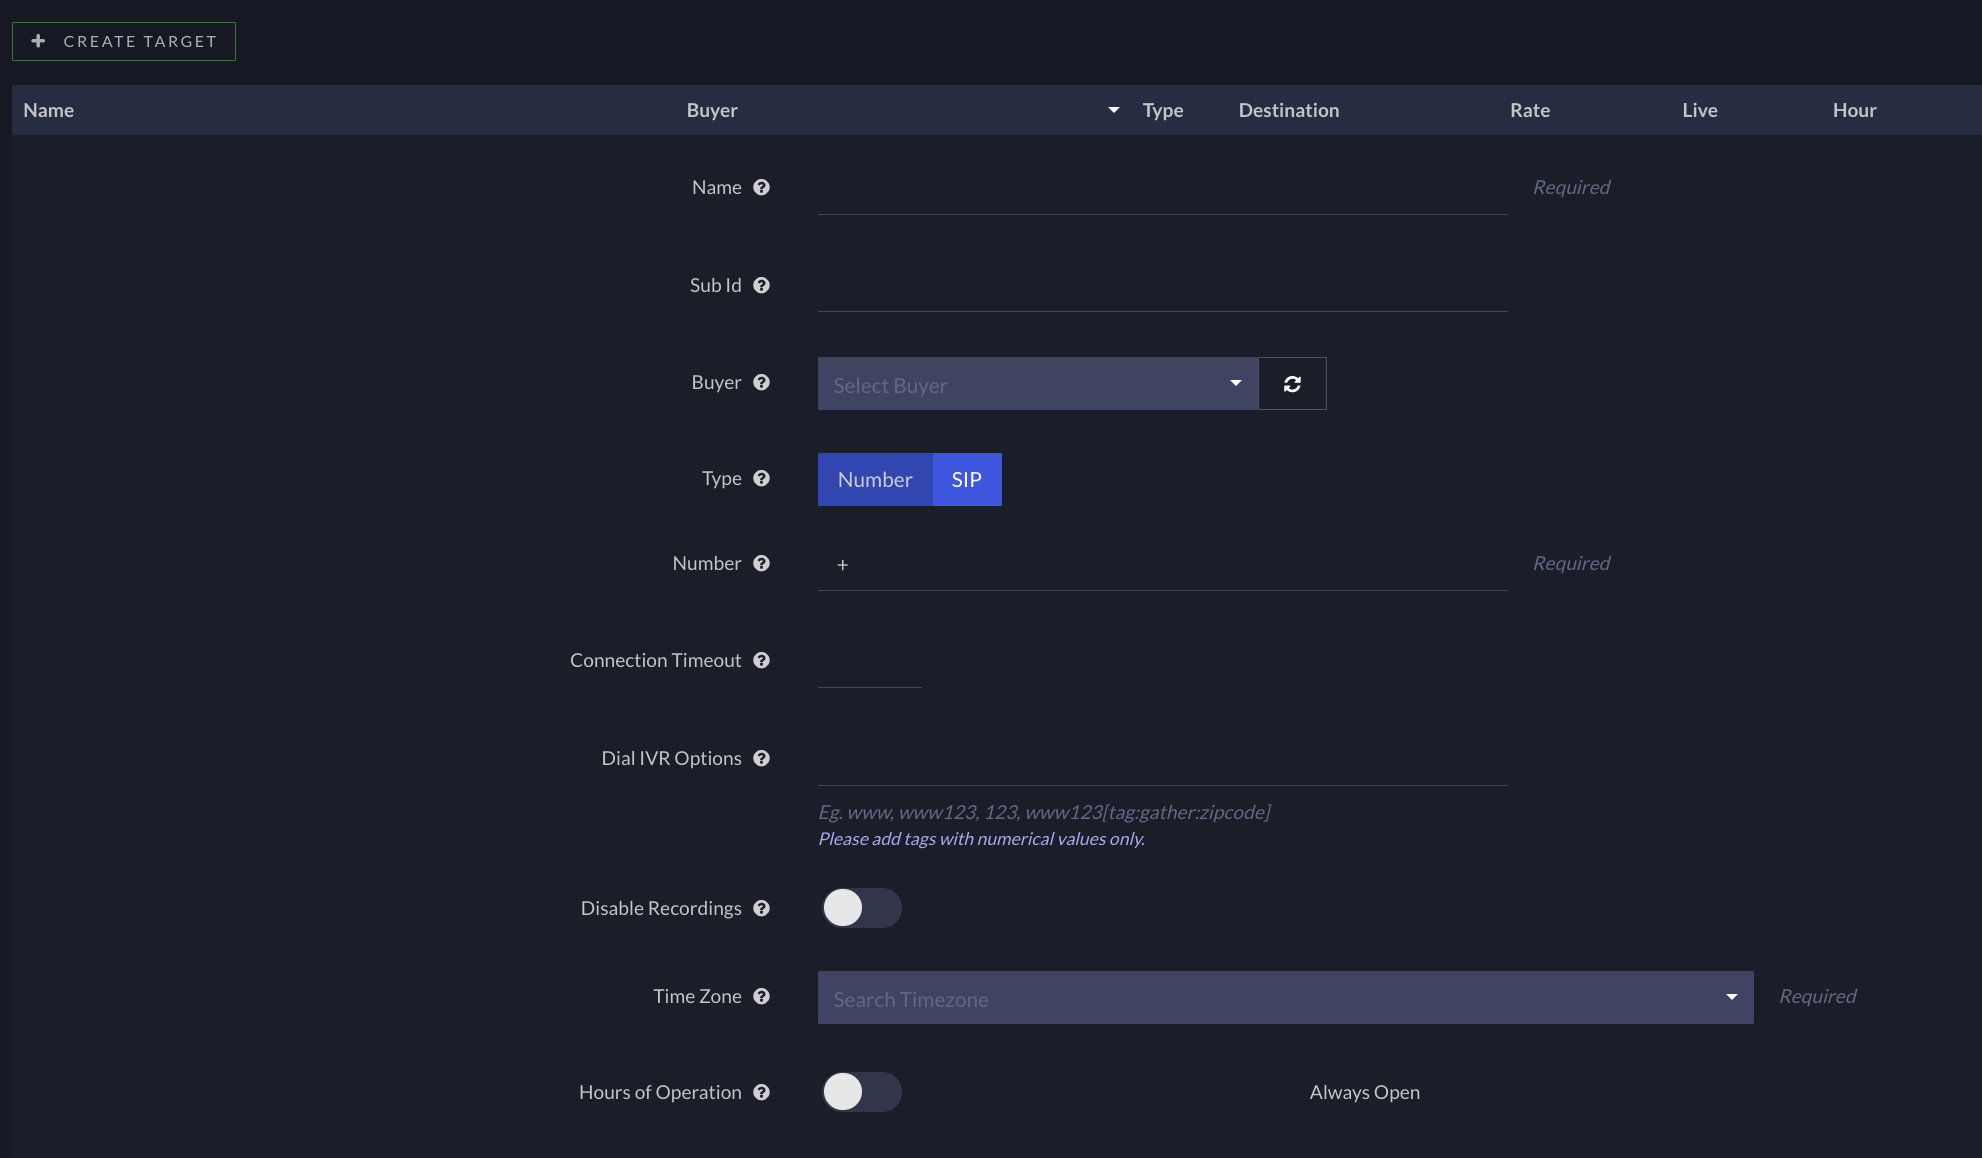 CREATE TARGET
Name Buyer Type Destination Rate Live Hour
Name Required
Sub Id
Buyer Select Buyer
Type Number SIP
Number + Required
Connection Timeout
Dial IVR Options
Eg. www, www123, 123, www123[tag:gather:zipcode]
Please add tags with numerical values only.
Disable Recordings
Time Zone Search Timezone Required
Hours of Operation Always Open